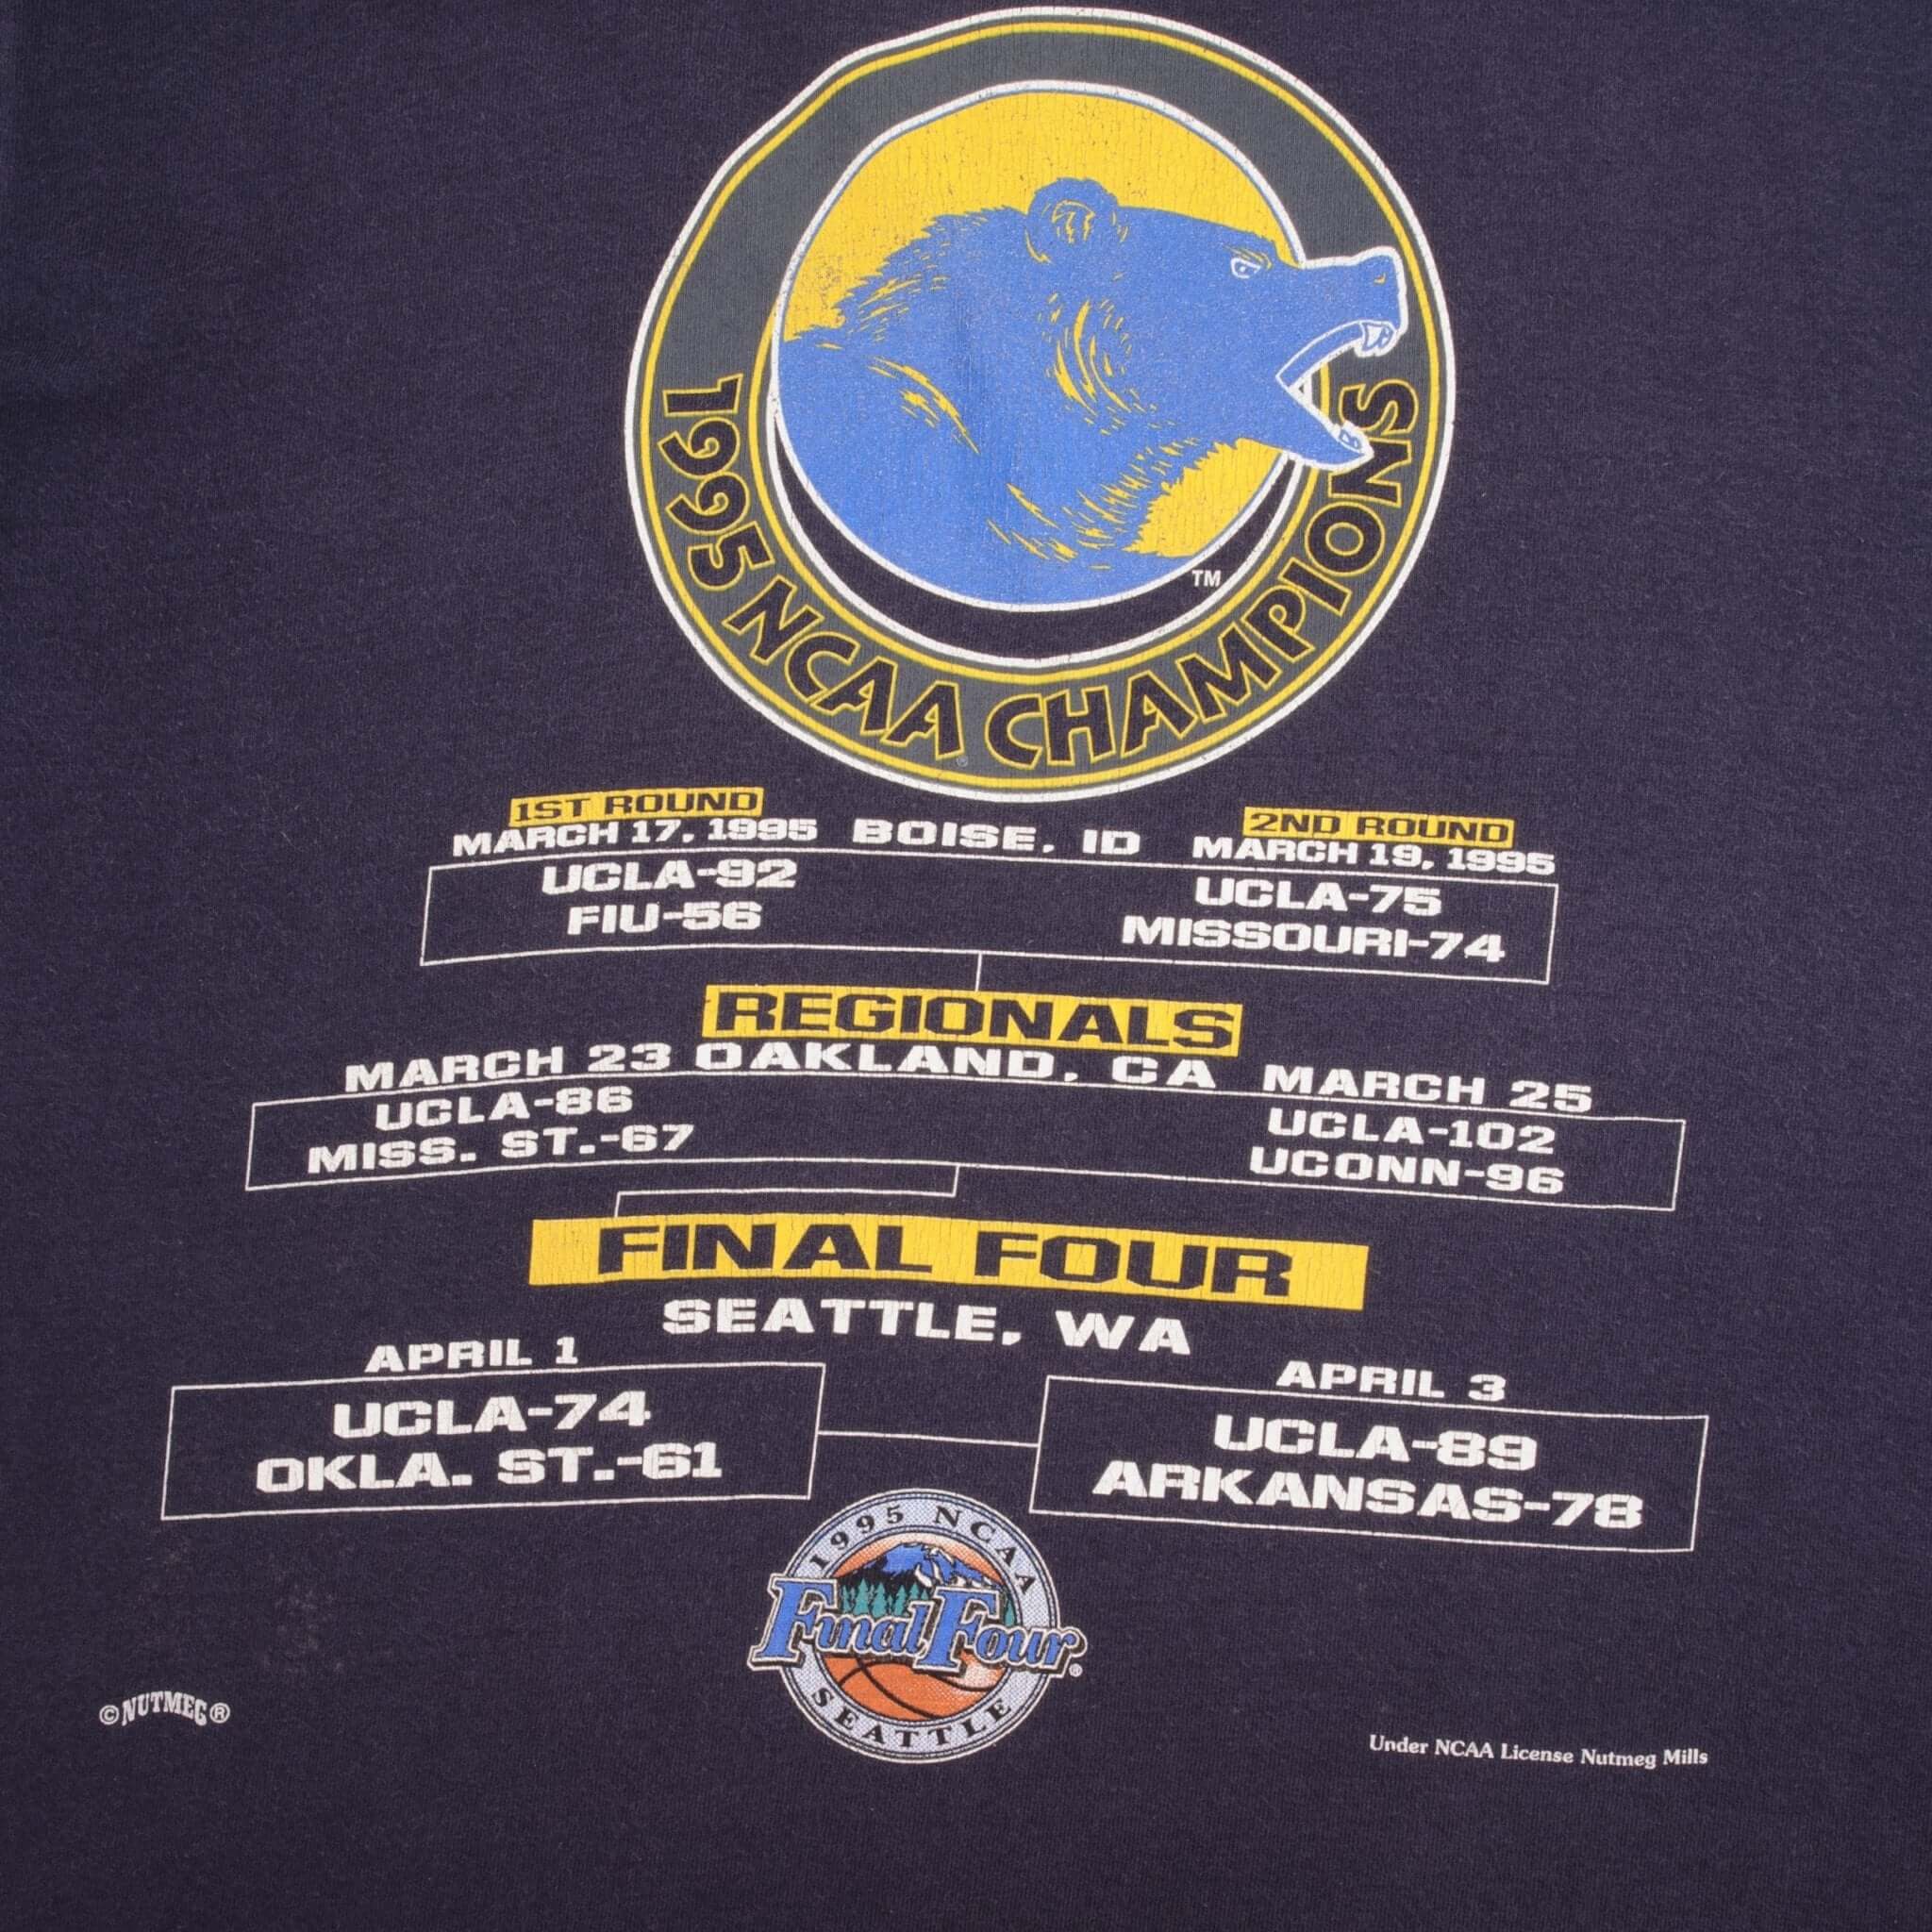 1995 NCAA® CHAMPIONS
TM
1ST ROUND
MARCH 17, 1995
BOISE, ID
2ND ROUND
MARCH 19, 1995
UCLA-92
FIU-56
UCLA-75
MISSOURI-74
REGIONALS
MARCH 23 OAKLAND, CA MARCH 25
UCLA-86
MISS. ST.-67
UCLA-102
UCONN-96
FINAL FOUR
SEATTLE, WA
APRIL 1
UCLA-74
OKLA. ST.-61
APRIL 3
UCLA-89
ARKANSAS-78
1995 NCAA
Final Four®
SEATTLE
©NUTMEG®
Under NCAA License Nutmeg Mills